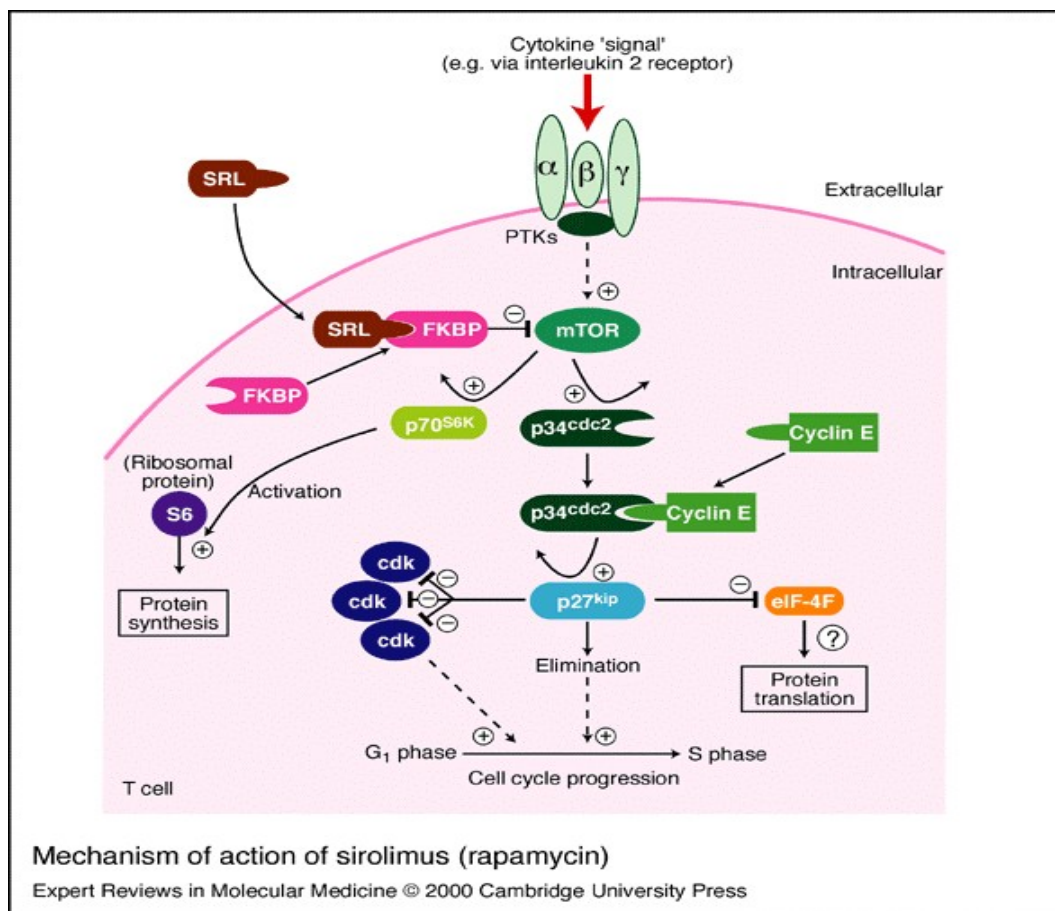 Cytokine 'signal'
(e.g. via interleukin 2 receptor)
α
β
γ
SRL
Extracellular
PTKs
Intracellular
+
SRL
FKBP
−
mTOR
FKBP
+
+
p70S6K
p34cdc2
Cyclin E
(Ribosomal
protein)
Activation
S6
p34cdc2
Cyclin E
+
cdk
−
+
−
Protein
synthesis
cdk
−
p27kip
eIF-4F
−
cdk
?
Elimination
Protein
translation
+
+
G1 phase
S phase
Cell cycle progression
T cell
Mechanism of action of sirolimus (rapamycin)
Expert Reviews in Molecular Medicine © 2000 Cambridge University Press